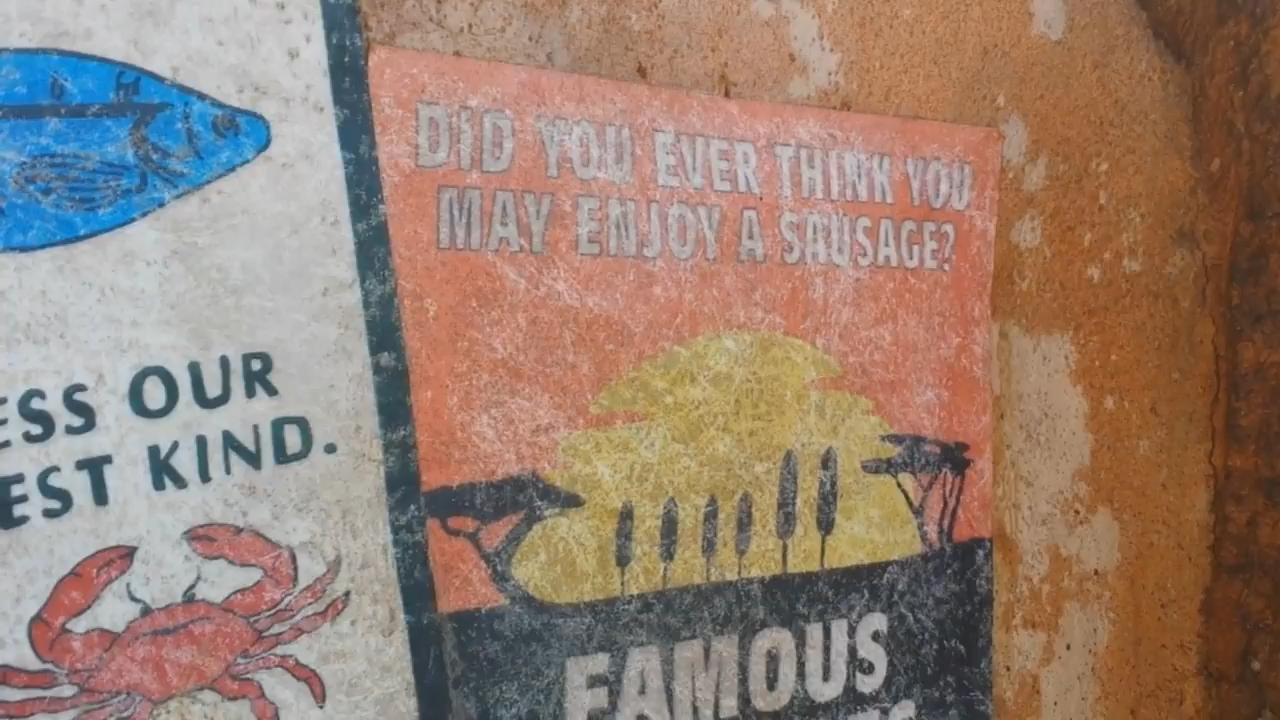 ESS OUR
EST KIND.
DID YOU EVER THINK YOU
MAY ENJOY A SAUSAGE?
FAMOUS